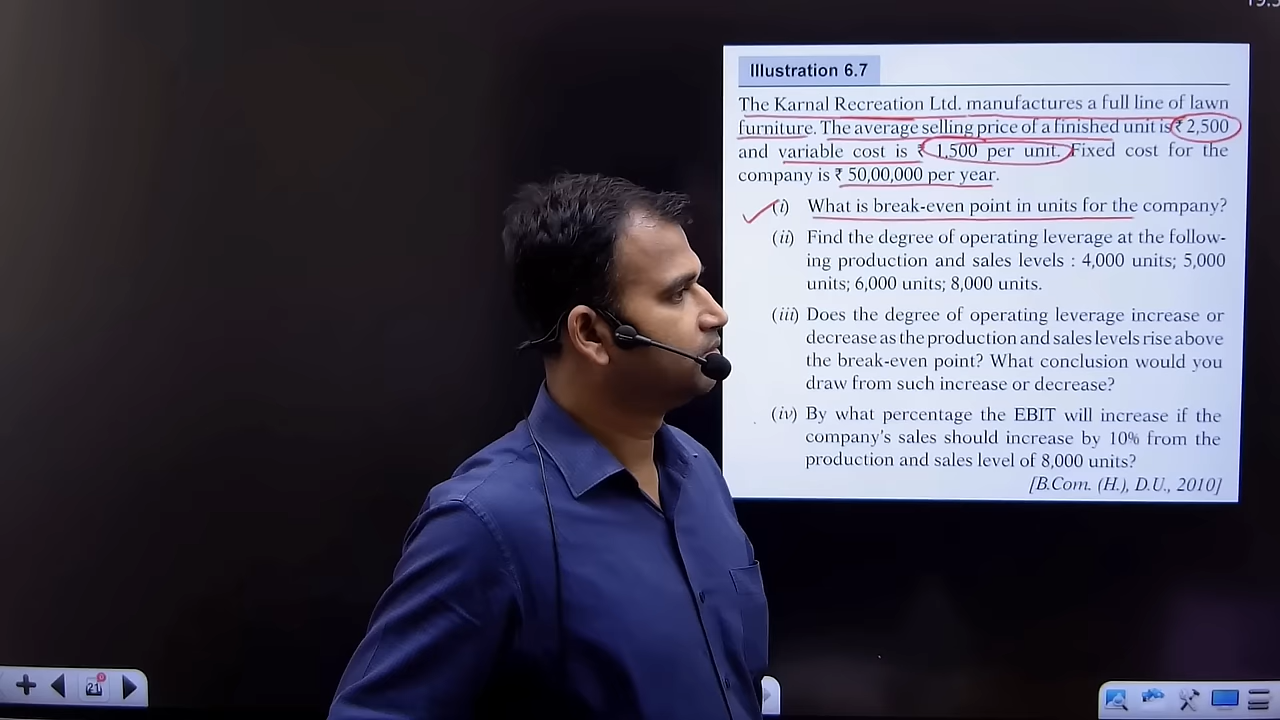 Illustration 6.7
The Karnal Recreation Ltd. manufactures a full line of lawn
furniture. The average selling price of a finished unit is ₹ 2,500
and variable cost is ₹ 1,500 per unit. Fixed cost for the
company is ₹ 50,00,000 per year.
(i) What is break-even point in units for the company?
(ii) Find the degree of operating leverage at the follow-
ing production and sales levels : 4,000 units; 5,000
units; 6,000 units; 8,000 units.
(iii) Does the degree of operating leverage increase or
decrease as the production and sales levels rise above
the break-even point? What conclusion would you
draw from such increase or decrease?
(iv) By what percentage the EBIT will increase if the
company's sales should increase by 10% from the
production and sales level of 8,000 units?
[B.Com. (H.), D.U., 2010]
21